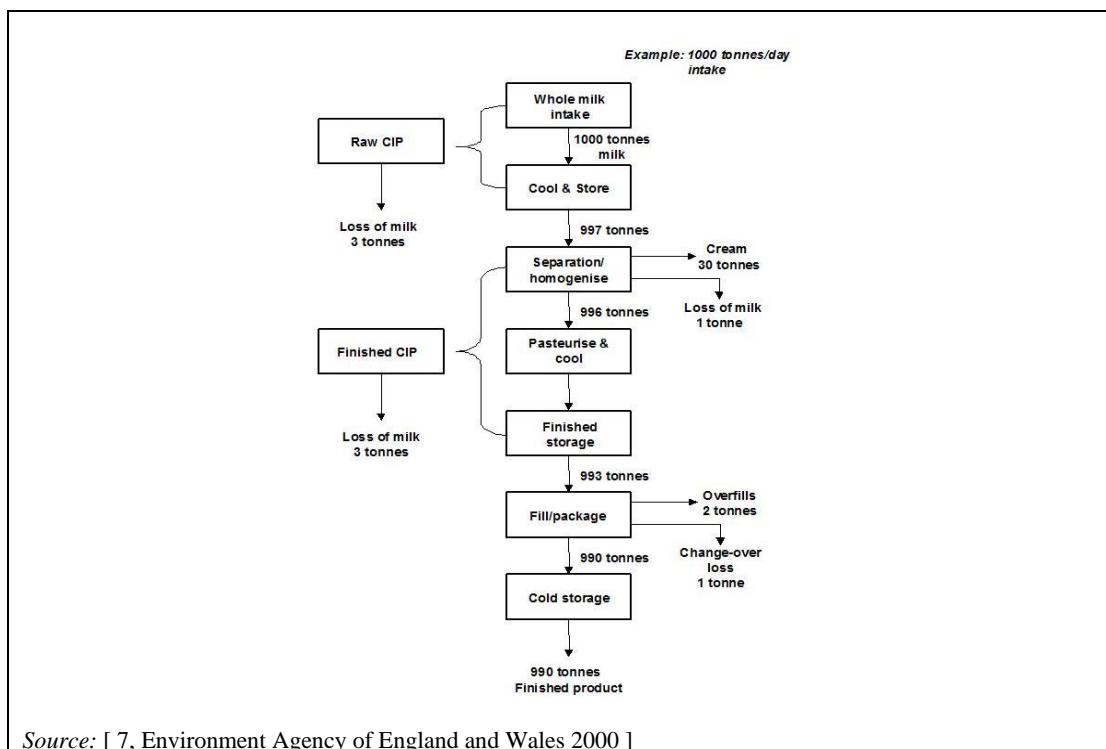 Example: 1000 tonnes/day
intake
Whole milk
intake
1000 tonnes
milk
Raw CIP
Cool & Store
Loss of milk
3 tonnes
997 tonnes
Separation/
homogenise
Cream
30 tonnes
Loss of milk
1 tonne
996 tonnes
Pasteurise &
cool
Finished CIP
Loss of milk
3 tonnes
Finished
storage
993 tonnes
Fill/package
Overfills
2 tonnes
Change-over
loss
1 tonne
990 tonnes
Cold storage
990 tonnes
Finished product
Source: [ 7, Environment Agency of England and Wales 2000 ]